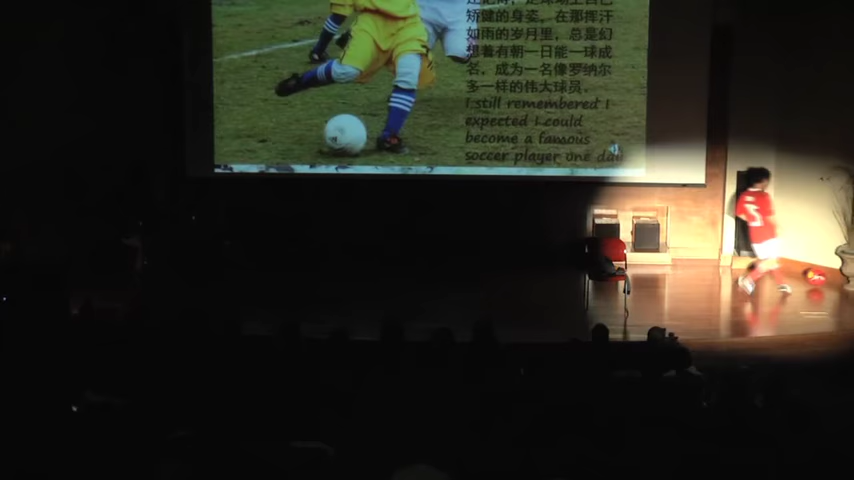 矫健的身姿。在那挥汗
如雨的岁月里，总是幻
想着有朝一日能一球成
名。成为一名像罗纳尔
多一样的伟大球员。
I still remembered I
expected I could
become a famous
soccer player one day